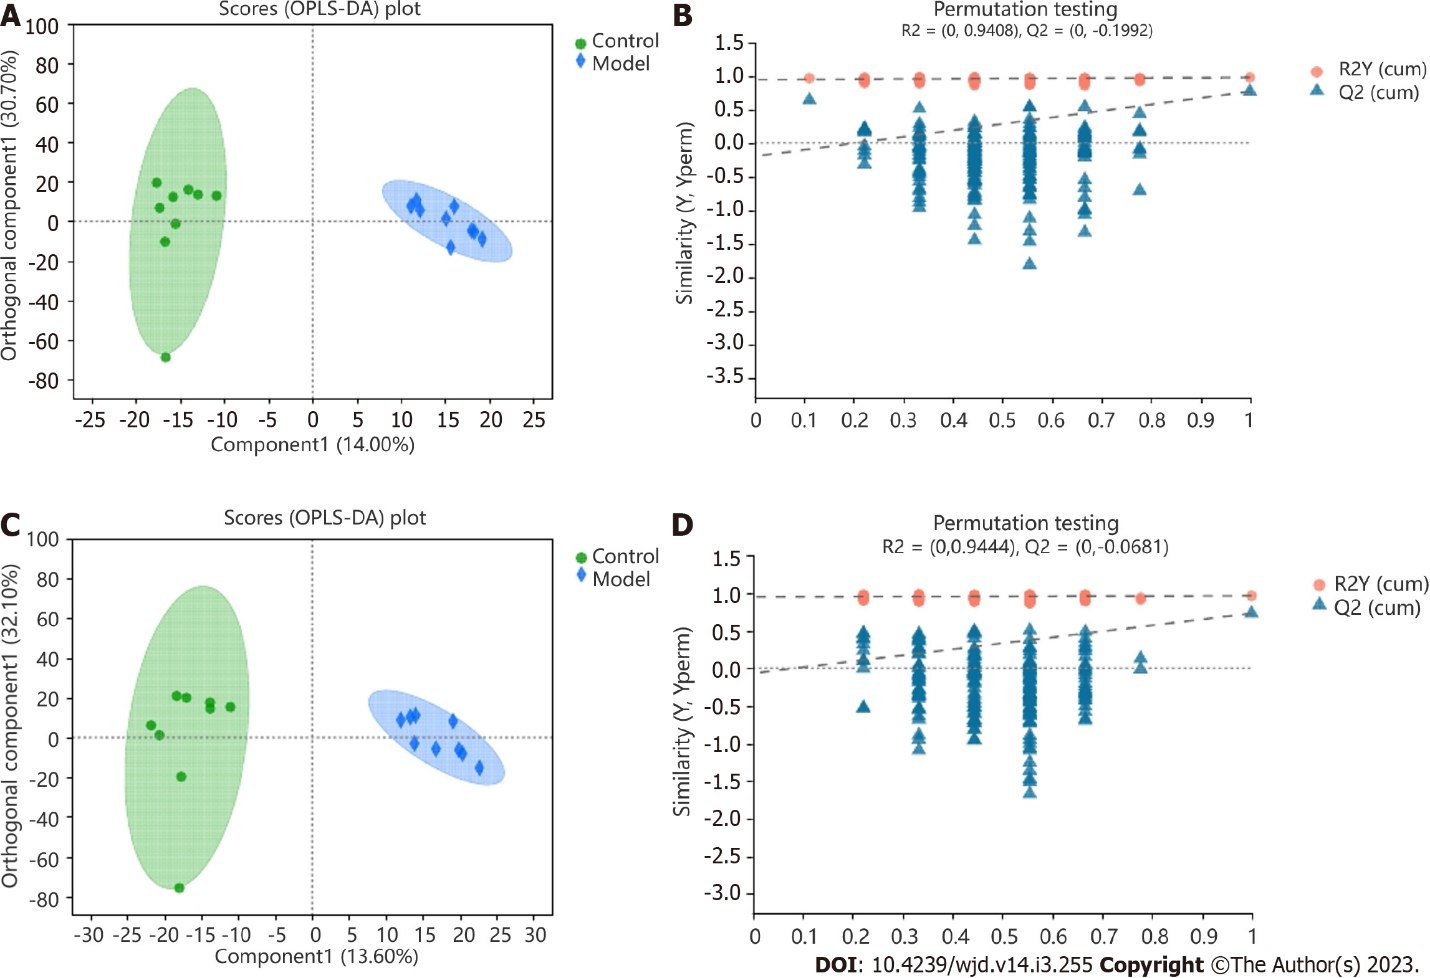 A
Scores (OPLS-DA) plot
Control
Model
Orthogonal component1 (30.70%)
100
80
60
40
20
0
-20
-40
-60
-80
-25 -20 -15 -10 -5 0 5 10 15 20 25
Component1 (14.00%)
B
Permutation testing
R2 = (0, 0.9408), Q2 = (0, -0.1992)
R2Y (cum)
Q2 (cum)
Similarity (Y, Yperm)
1.5
1.0
0.5
0.0
-0.5
-1.0
-1.5
-2.0
-2.5
-3.0
-3.5
0 0.1 0.2 0.3 0.4 0.5 0.6 0.7 0.8 0.9 1
C
Scores (OPLS-DA) plot
Control
Model
Orthogonal component1 (32.10%)
100
80
60
40
20
0
-20
-40
-60
-80
-30 -25 -20 -15 -10 -5 0 5 10 15 20 25 30
Component1 (13.60%)
D
Permutation testing
R2 = (0,0.9444), Q2 = (0,-0.0681)
R2Y (cum)
Q2 (cum)
Similarity (Y, Yperm)
1.5
1.0
0.5
0.0
-0.5
-1.0
-1.5
-2.0
-2.5
-3.0
0 0.1 0.2 0.3 0.4 0.5 0.6 0.7 0.8 0.9 1
DOI: 10.4239/wjd.v14.i3.255 Copyright ©The Author(s) 2023.